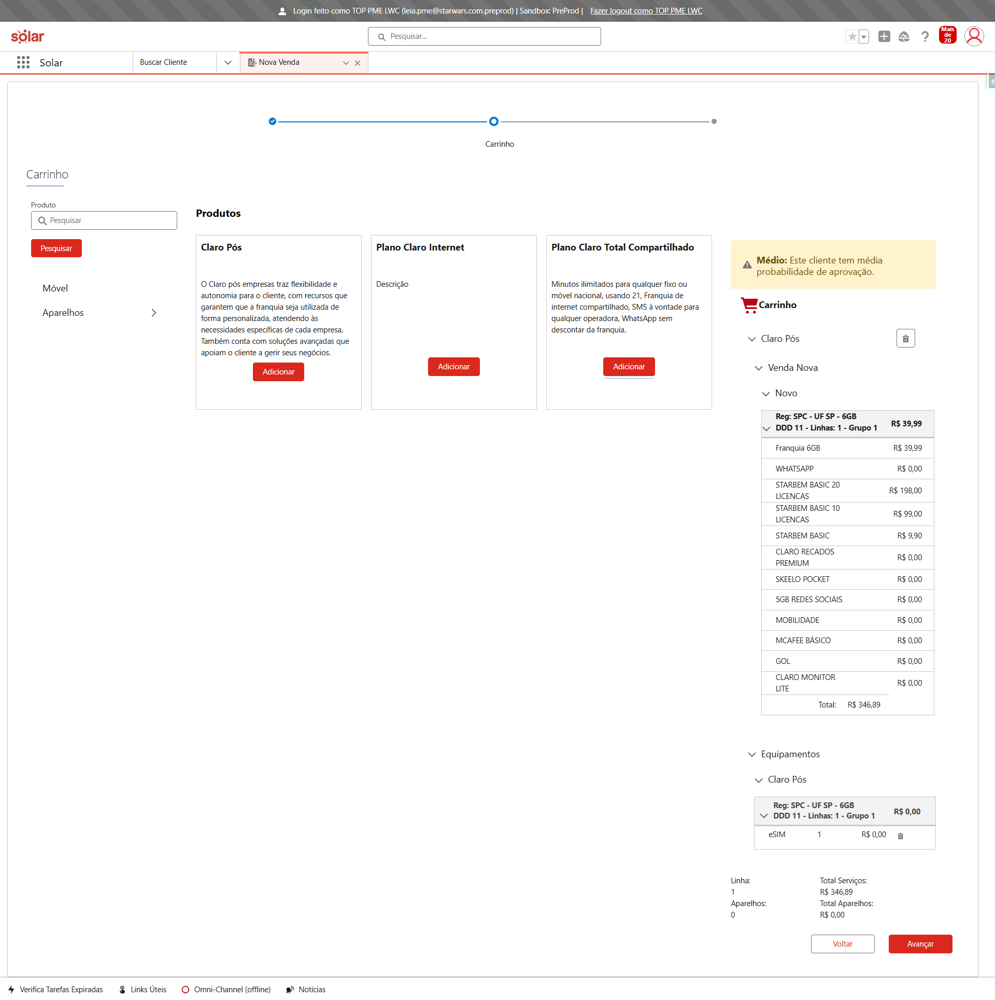 Login feito como TOP PME LWC (leia.pme@starwars.com.preprod) | Sandbox: PreProd | Fazer logout como TOP PME LWC
solar
Pesquisar...
Mais de 20
Solar
Buscar Cliente
Nova Venda
Carrinho
Carrinho
Produto
Pesquisar
Pesquisar
Móvel
Aparelhos
Produtos
Claro Pós
O Claro pós empresas traz flexibilidade e
autonomia para o cliente, com recursos que
garantem que a franquia seja utilizada de
forma personalizada, atendendo às
necessidades específicas de cada empresa.
Também conta com soluções avançadas que
apoiam o cliente a gerir seus negócios.
Adicionar
Plano Claro Internet
Descrição
Adicionar
Plano Claro Total Compartilhado
Minutos ilimitados para qualquer fixo ou
móvel nacional, usando 21, Franquia de
internet compartilhado, SMS à vontade para
qualquer operadora, WhatsApp sem
descontar da franquia.
Adicionar
Médio: Este cliente tem média
probabilidade de aprovação.
Carrinho
Claro Pós
Venda Nova
Novo
Reg: SPC - UF SP - 6GB
DDD 11 - Linhas: 1 - Grupo 1 R$ 39,99
Franquia 6GB R$ 39,99
WHATSAPP R$ 0,00
STARBEM BASIC 20
LICENCAS R$ 198,00
STARBEM BASIC 10
LICENCAS R$ 99,00
STARBEM BASIC R$ 9,90
CLARO RECADOS
PREMIUM R$ 0,00
SKEELO POCKET R$ 0,00
5GB REDES SOCIAIS R$ 0,00
MOBILIDADE R$ 0,00
MCAFEE BÁSICO R$ 0,00
GOL R$ 0,00
CLARO MONITOR
LITE R$ 0,00
Total: R$ 346,89
Equipamentos
Claro Pós
Reg: SPC - UF SP - 6GB
DDD 11 - Linhas: 1 - Grupo 1 R$ 0,00
eSIM 1 R$ 0,00
Linha: Total Serviços:
1 R$ 346,89
Aparelhos: Total Aparelhos:
0 R$ 0,00
Voltar Avançar
Verifica Tarefas Expiradas Links Úteis Omni-Channel (offline) Notícias